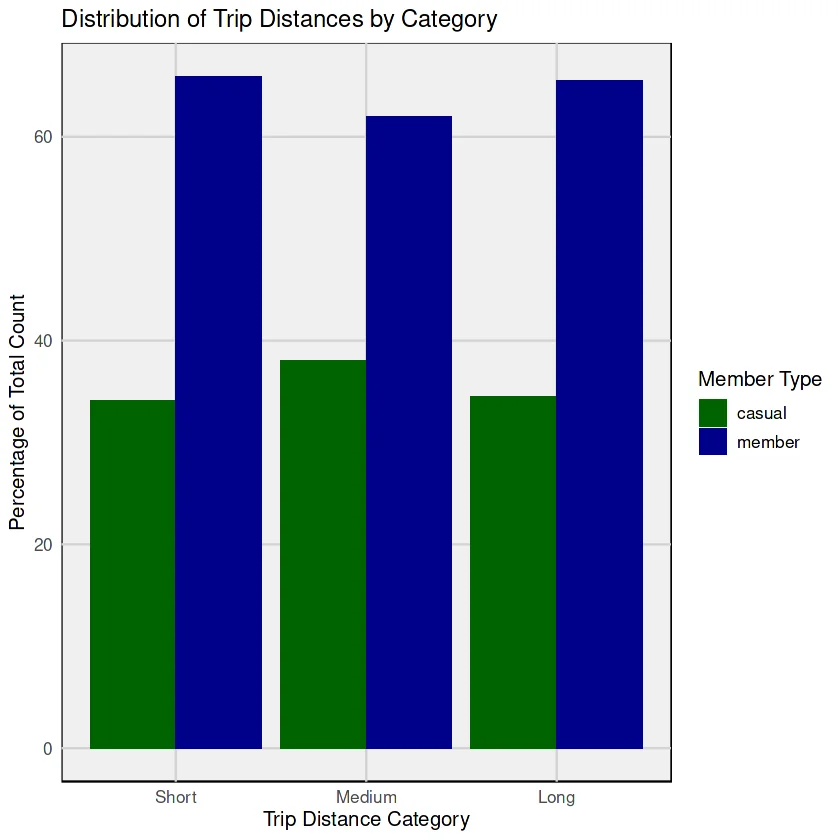 Distribution of Trip Distances by Category
Percentage of Total Count
60
40
20
0
Short Medium Long
Trip Distance Category
Member Type
casual
member